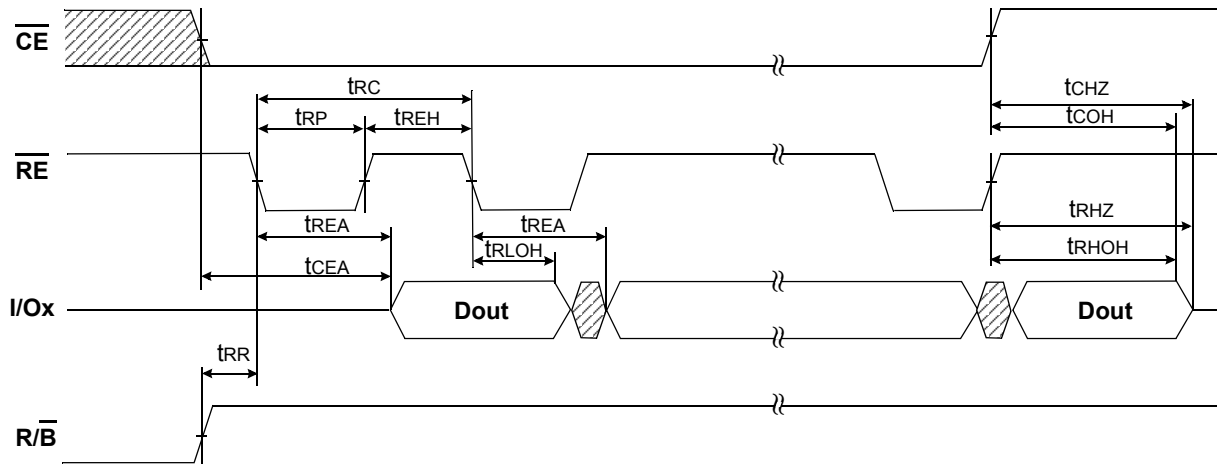 CE
tRC
tCHZ
tRP
tREH
tCOH
RE
tREA
tREA
tRHZ
tRLOH
tCEA
tRHOH
I/Ox
Dout
Dout
tRR
R/B